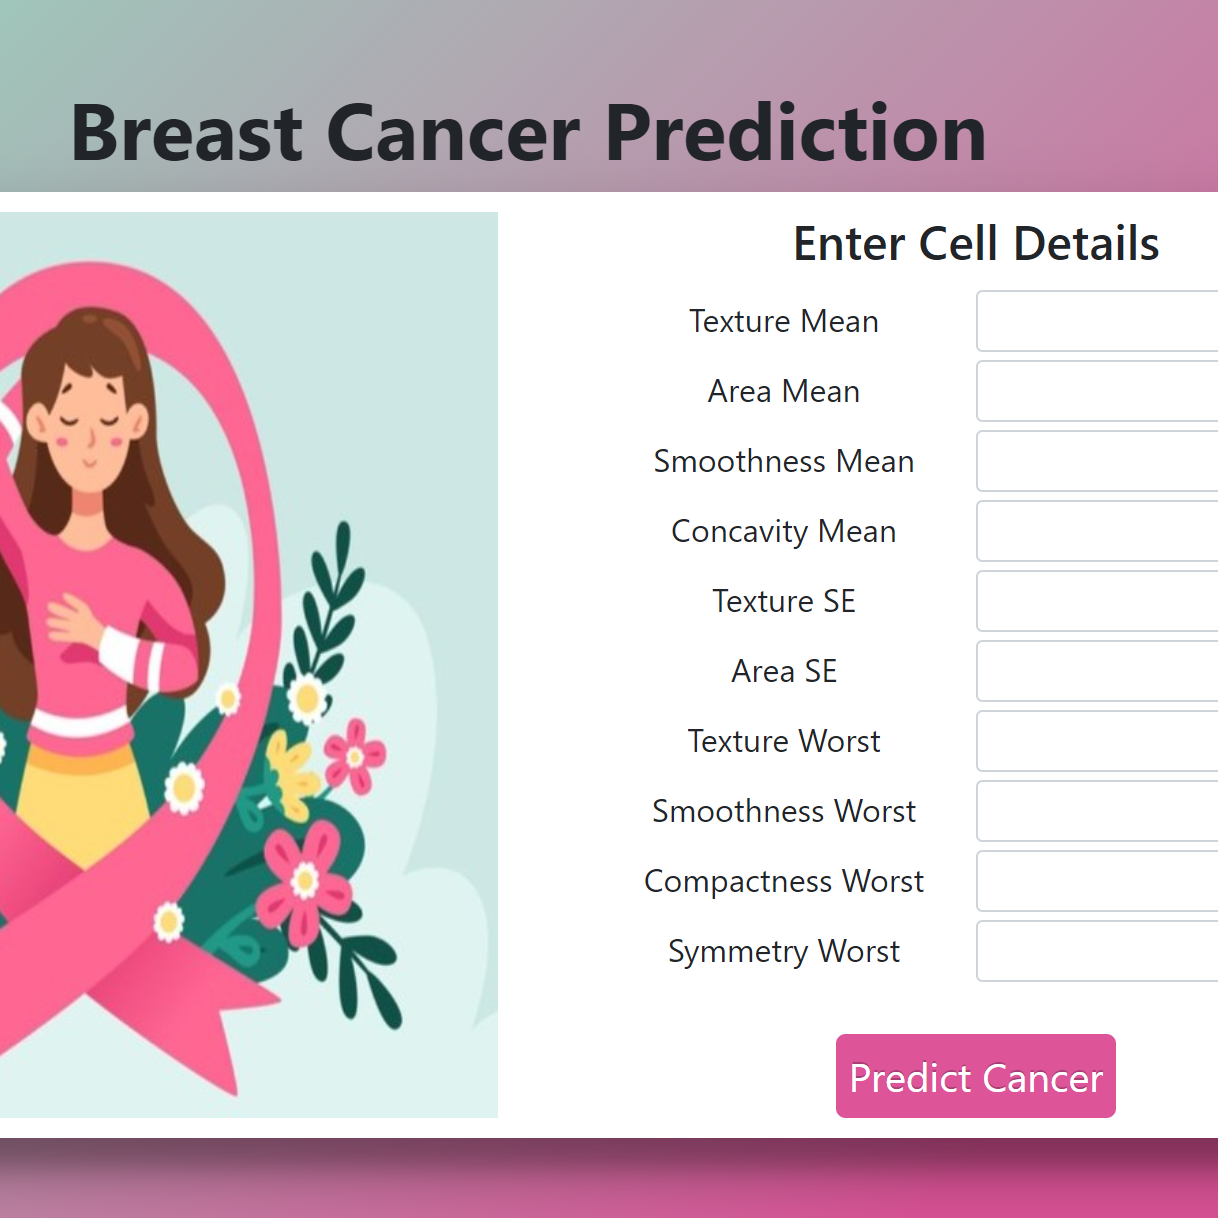 Breast Cancer Prediction
Enter Cell Details
Texture Mean
Area Mean
Smoothness Mean
Concavity Mean
Texture SE
Area SE
Texture Worst
Smoothness Worst
Compactness Worst
Symmetry Worst
Predict Cancer